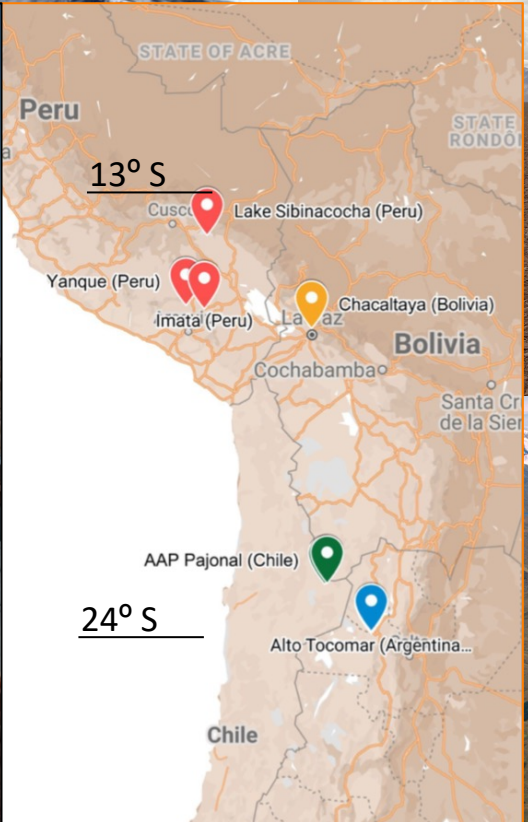 STATE OF ACRE
Peru
STATE
RONDÔ
13º S
Cusc
Lake Sibinacocha (Peru)
Yanque (Peru)
Imata (Peru)
Chacaltaya (Bolivia)
La Paz
Bolivia
Cochabamba
Santa Cr
de la Sier
AAP Pajonal (Chile)
24º S
Alto Tocomar (Argentina...
Chile